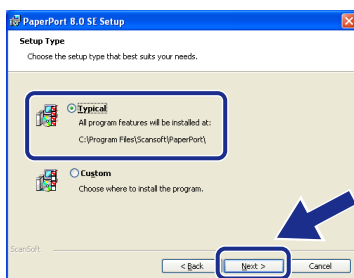 PaperPort 8.0 SE Setup
Setup Type
Choose the setup type that best suits your needs.
Typical
All program features will be installed at:
C:\Program Files\Scansoft\PaperPort\
Custom
Choose where to install the program.
ScanSoft
< Back Next > Cancel